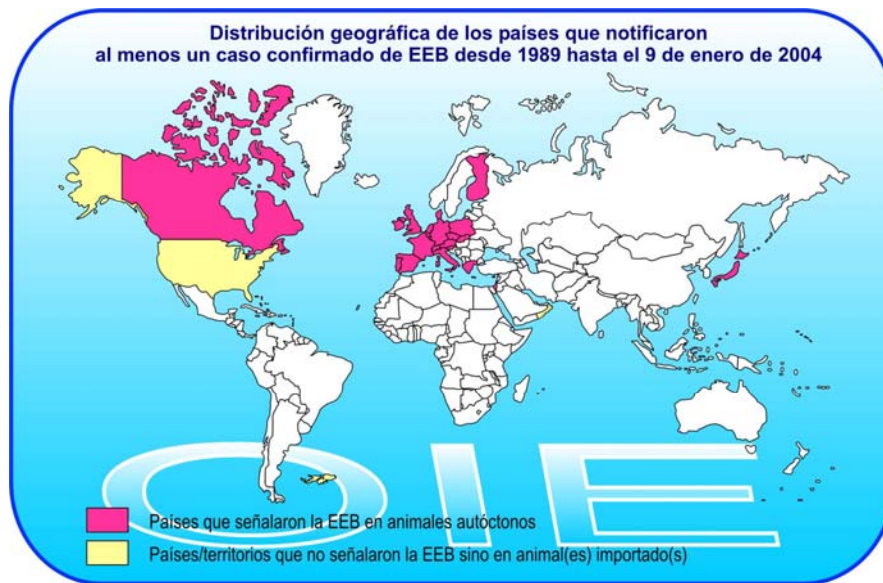 Distribución geográfica de los países que notificaron
al menos un caso confirmado de EEB desde 1989 hasta el 9 de enero de 2004
OIE
Países que señalaron la EEB en animales autóctonos
Países/territorios que no señalaron la EEB sino en animal(es) importado(s)